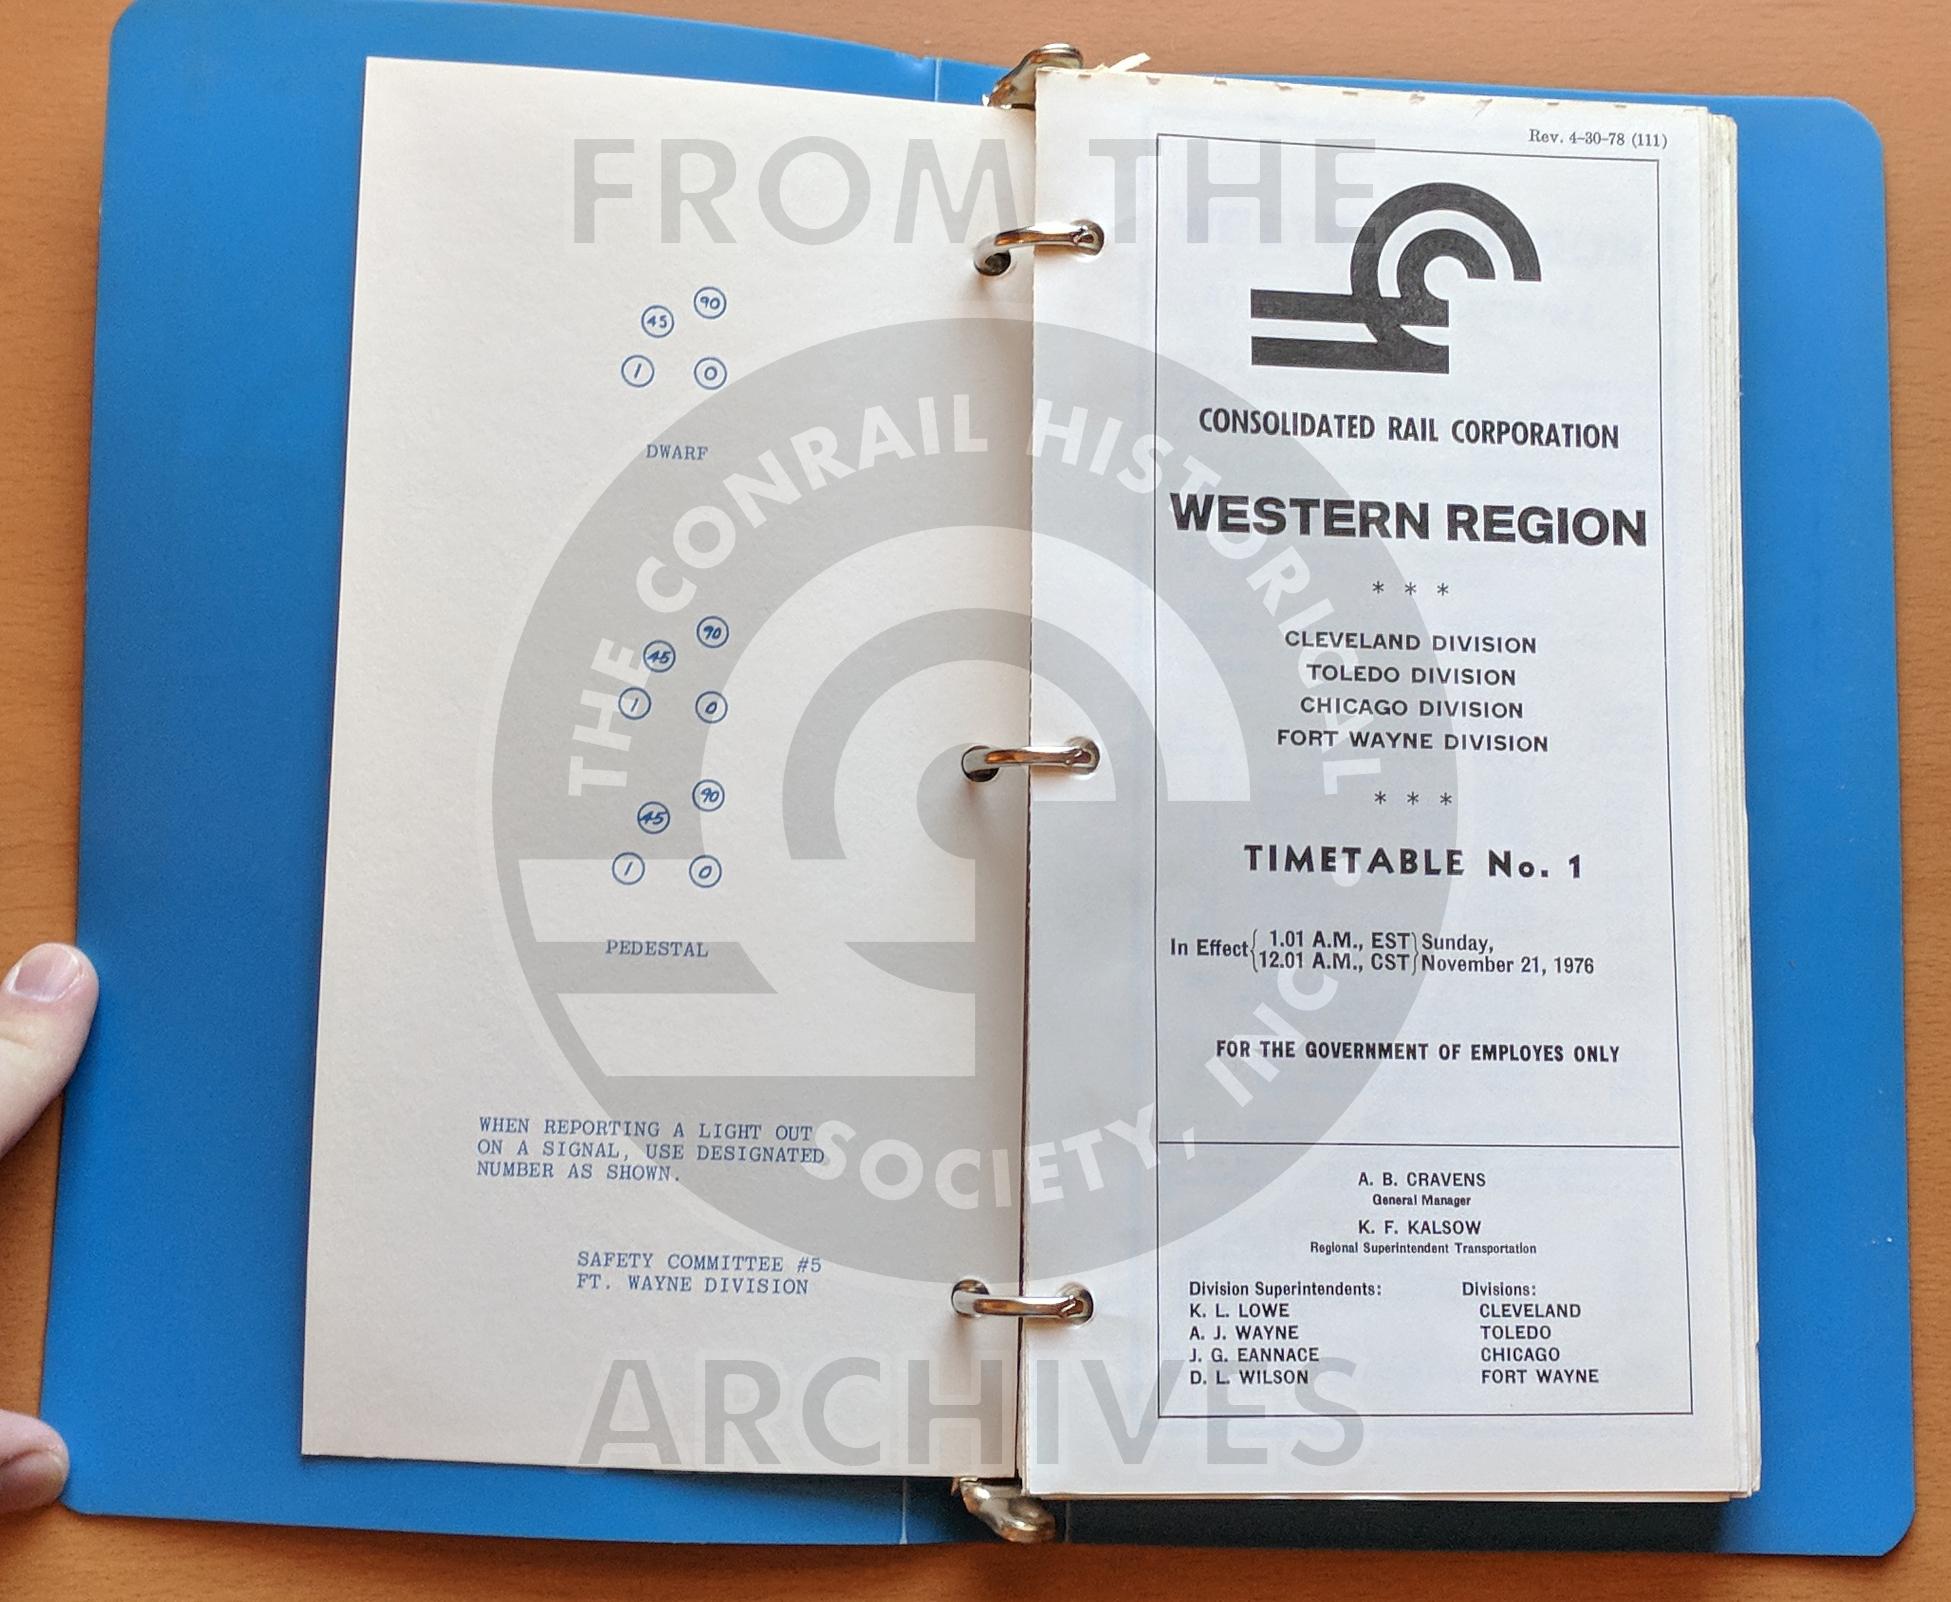 FROM THE
THE CONRAIL HISTORICAL
SOCIETY, INC.
ARCHIVES
90
45
1 0
DWARF
90
45
1 0
90
45
1 0
PEDESTAL
WHEN REPORTING A LIGHT OUT
ON A SIGNAL, USE DESIGNATED
NUMBER AS SHOWN.
SAFETY COMMITTEE #5
FT. WAYNE DIVISION
Rev. 4-30-78 (111)
CONSOLIDATED RAIL CORPORATION
WESTERN REGION
* * *
CLEVELAND DIVISION
TOLEDO DIVISION
CHICAGO DIVISION
FORT WAYNE DIVISION
* * *
TIMETABLE No. 1
In Effect { 1.01 A.M., EST } Sunday,
{ 12.01 A.M., CST } November 21, 1976
FOR THE GOVERNMENT OF EMPLOYES ONLY
A. B. CRAVENS
General Manager
K. F. KALSOW
Regional Superintendent Transportation
Division Superintendents: Divisions:
K. L. LOWE CLEVELAND
A. J. WAYNE TOLEDO
J. G. EANNACE CHICAGO
D. L. WILSON FORT WAYNE